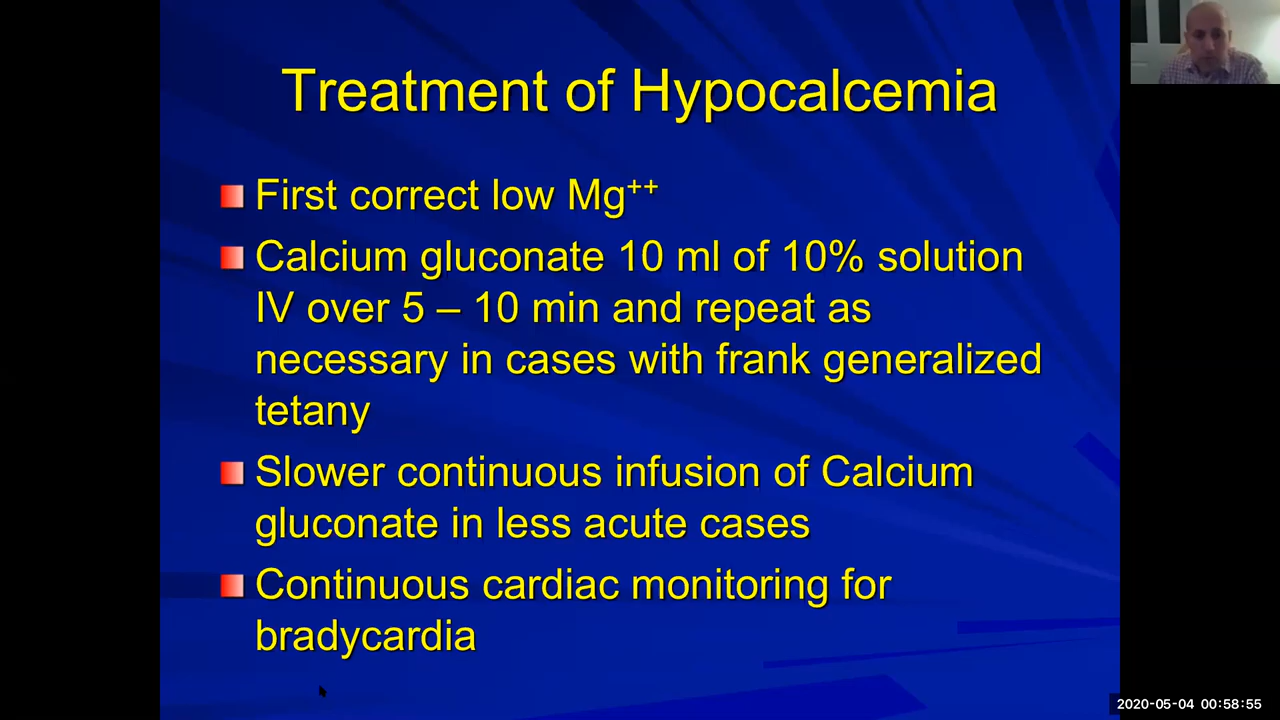 Treatment of Hypocalcemia
First correct low Mg⁺⁺
Calcium gluconate 10 ml of 10% solution
IV over 5 – 10 min and repeat as
necessary in cases with frank generalized
tetany
Slower continuous infusion of Calcium
gluconate in less acute cases
Continuous cardiac monitoring for
bradycardia
2020-05-04 00:58:55